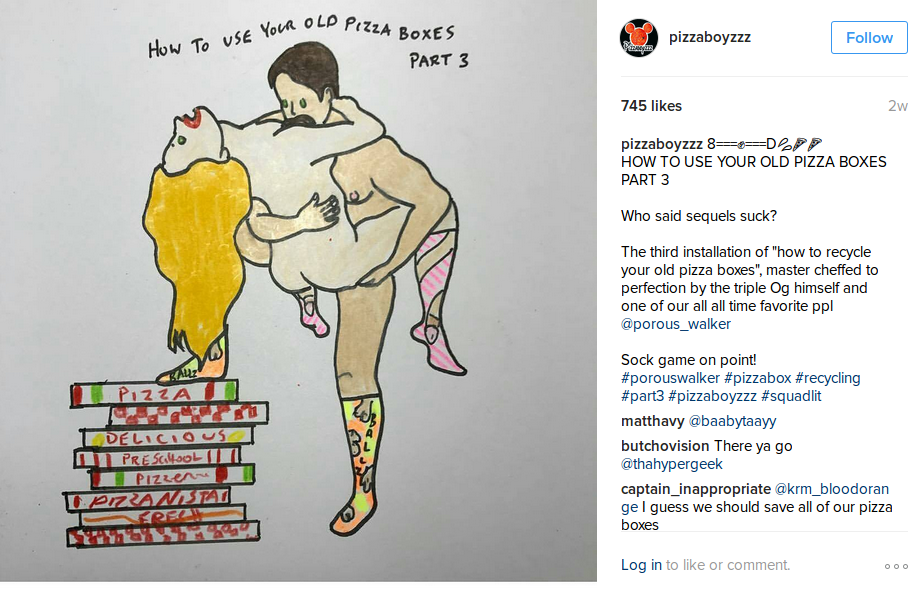 HOW TO USE YOUR OLD PIZZA BOXES
PART 3
BALLZ
PIZZA
DELICIOUS
PRESCHOOL
PIZZANISTA!
FRECH
BALLZ
pizzaboyzzz
Follow
745 likes
2w
pizzaboyzzz 8===✊===D💦🍕🍕
HOW TO USE YOUR OLD PIZZA BOXES
PART 3
Who said sequels suck?
The third installation of "how to recycle
your old pizza boxes", master cheffed to
perfection by the triple Og himself and
one of our all all time favorite ppl
@porous_walker
Sock game on point!
#porouswalker #pizzabox #recycling
#part3 #pizzaboyzzz #squadlit
matthavy @baabytaayy
butchovision There ya go
@thahypergeek
captain_inappropriate @krm_bloodoran
ge I guess we should save all of our pizza
boxes
Log in to like or comment.